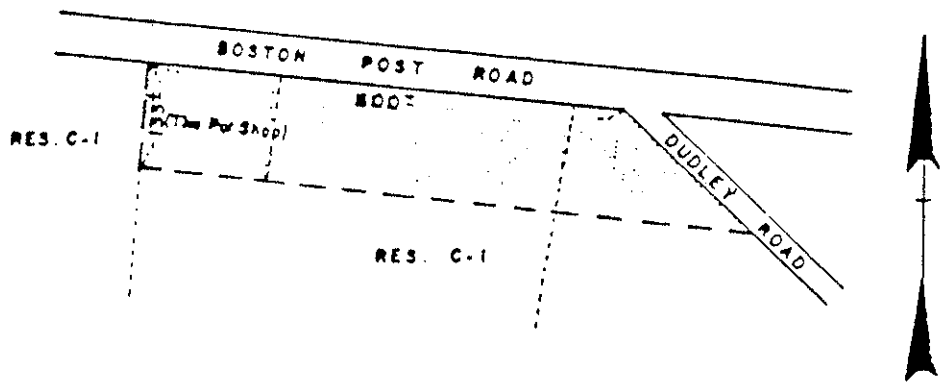 BOSTON POST ROAD
(The Pot Shop)
RES. C-1
DUDLEY ROAD
RES. C-1